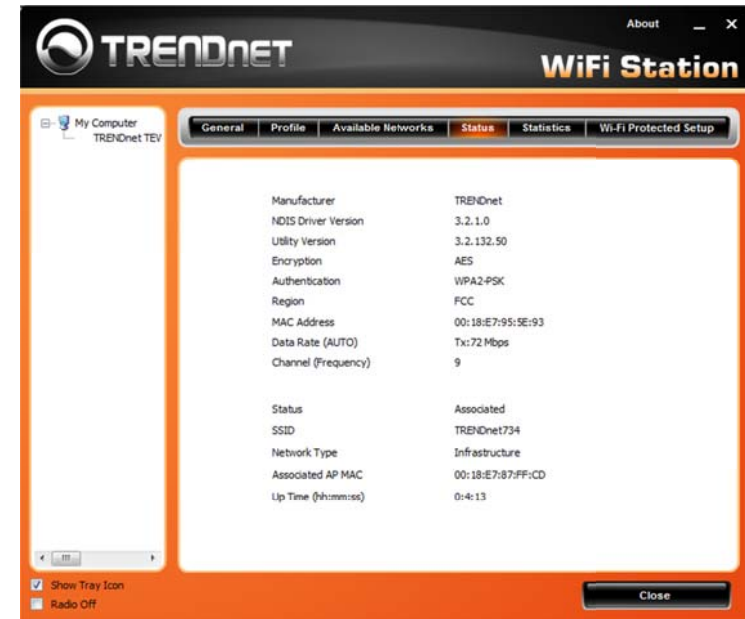 TRENDNET
About
WiFi Station
My Computer
TRENDnet TEW
General Profile Available Networks Status Statistics Wi-Fi Protected Setup
Manufacturer TRENDnet
NDIS Driver Version 3.2.1.0
Utility Version 3.2.132.50
Encryption AES
Authentication WPA2-PSK
Region FCC
MAC Address 00:18:E7:95:5E:93
Data Rate (AUTO) Tx:72 Mbps
Channel (Frequency) 9
Status Associated
SSID TRENDnet734
Network Type Infrastructure
Associated AP MAC 00:18:E7:87:FF:CD
Up Time (hh:mm:ss) 0:4:13
Show Tray Icon
Radio Off
Close